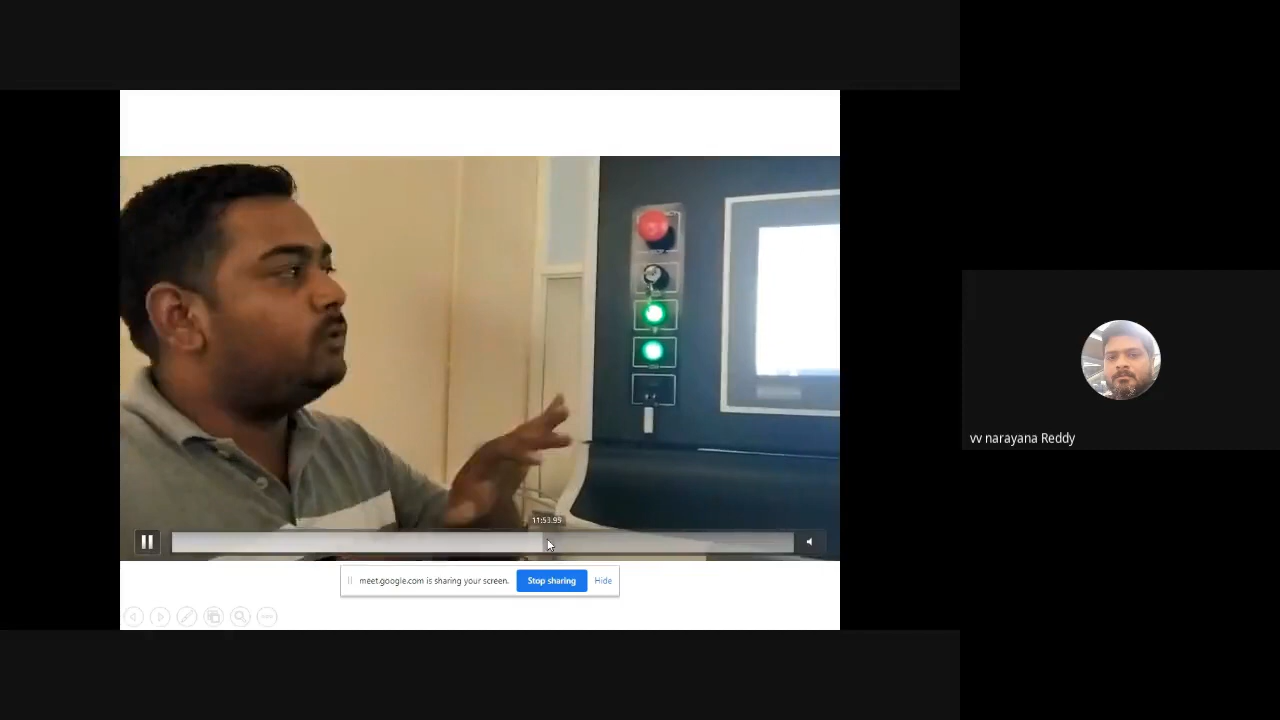 11:53.95
meet.google.com is sharing your screen.
Stop sharing
Hide
vv narayana Reddy